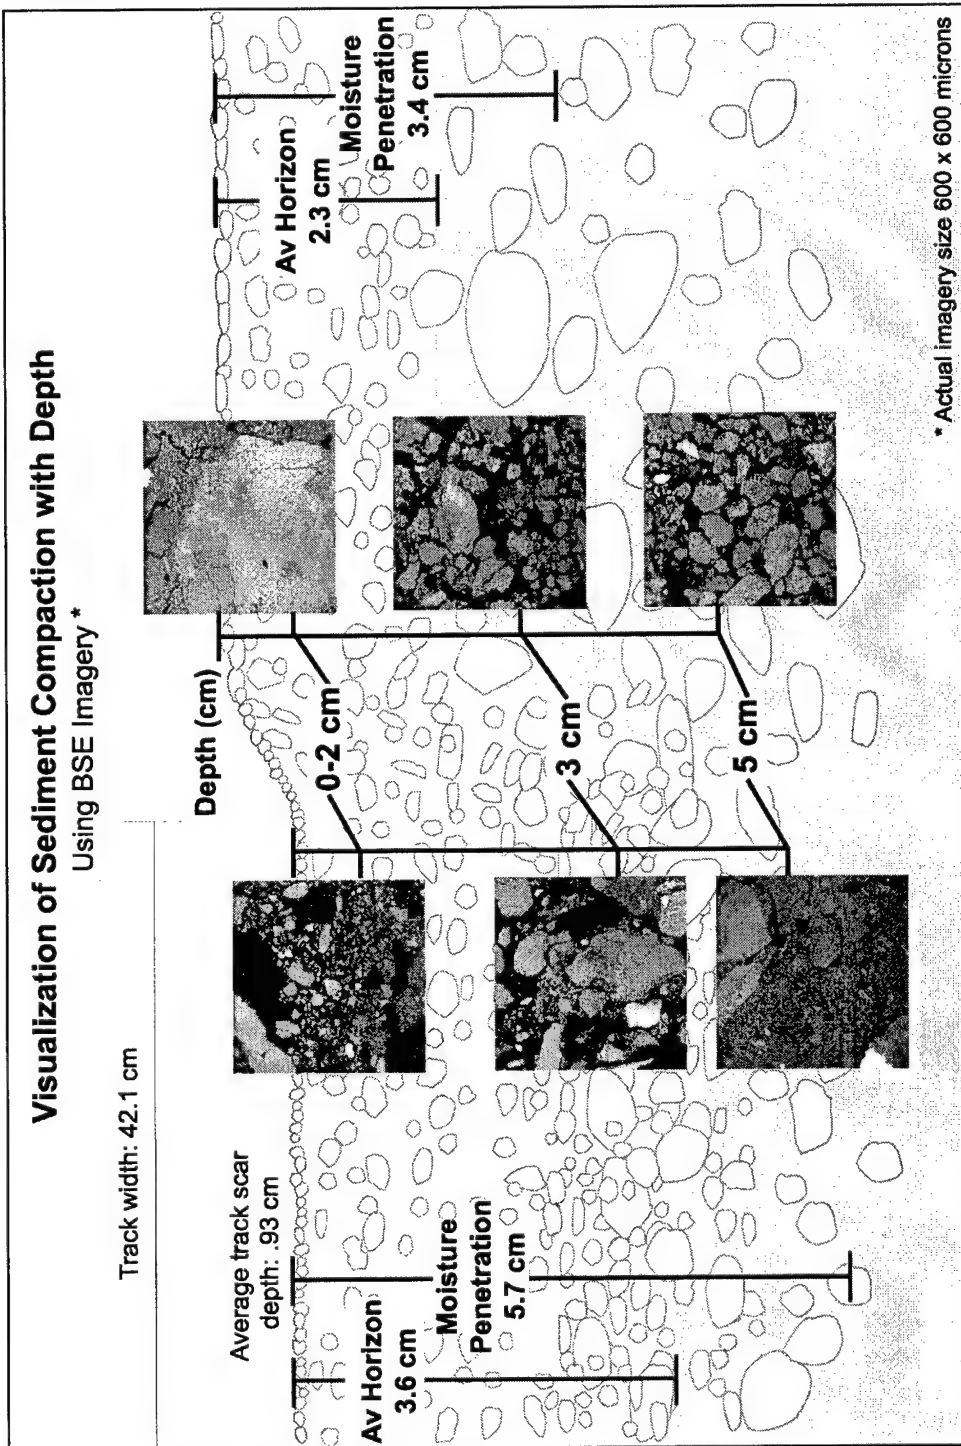 Visualization of Sediment Compaction with Depth
Using BSE Imagery *
Track width: 42.1 cm
Average track scar
depth: .93 cm
Av Horizon
3.6 cm
Moisture
Penetration
5.7 cm
Depth (cm)
0-2 cm
3 cm
5 cm
Av Horizon
2.3 cm
Moisture
Penetration
3.4 cm
* Actual imagery size 600 x 600 microns